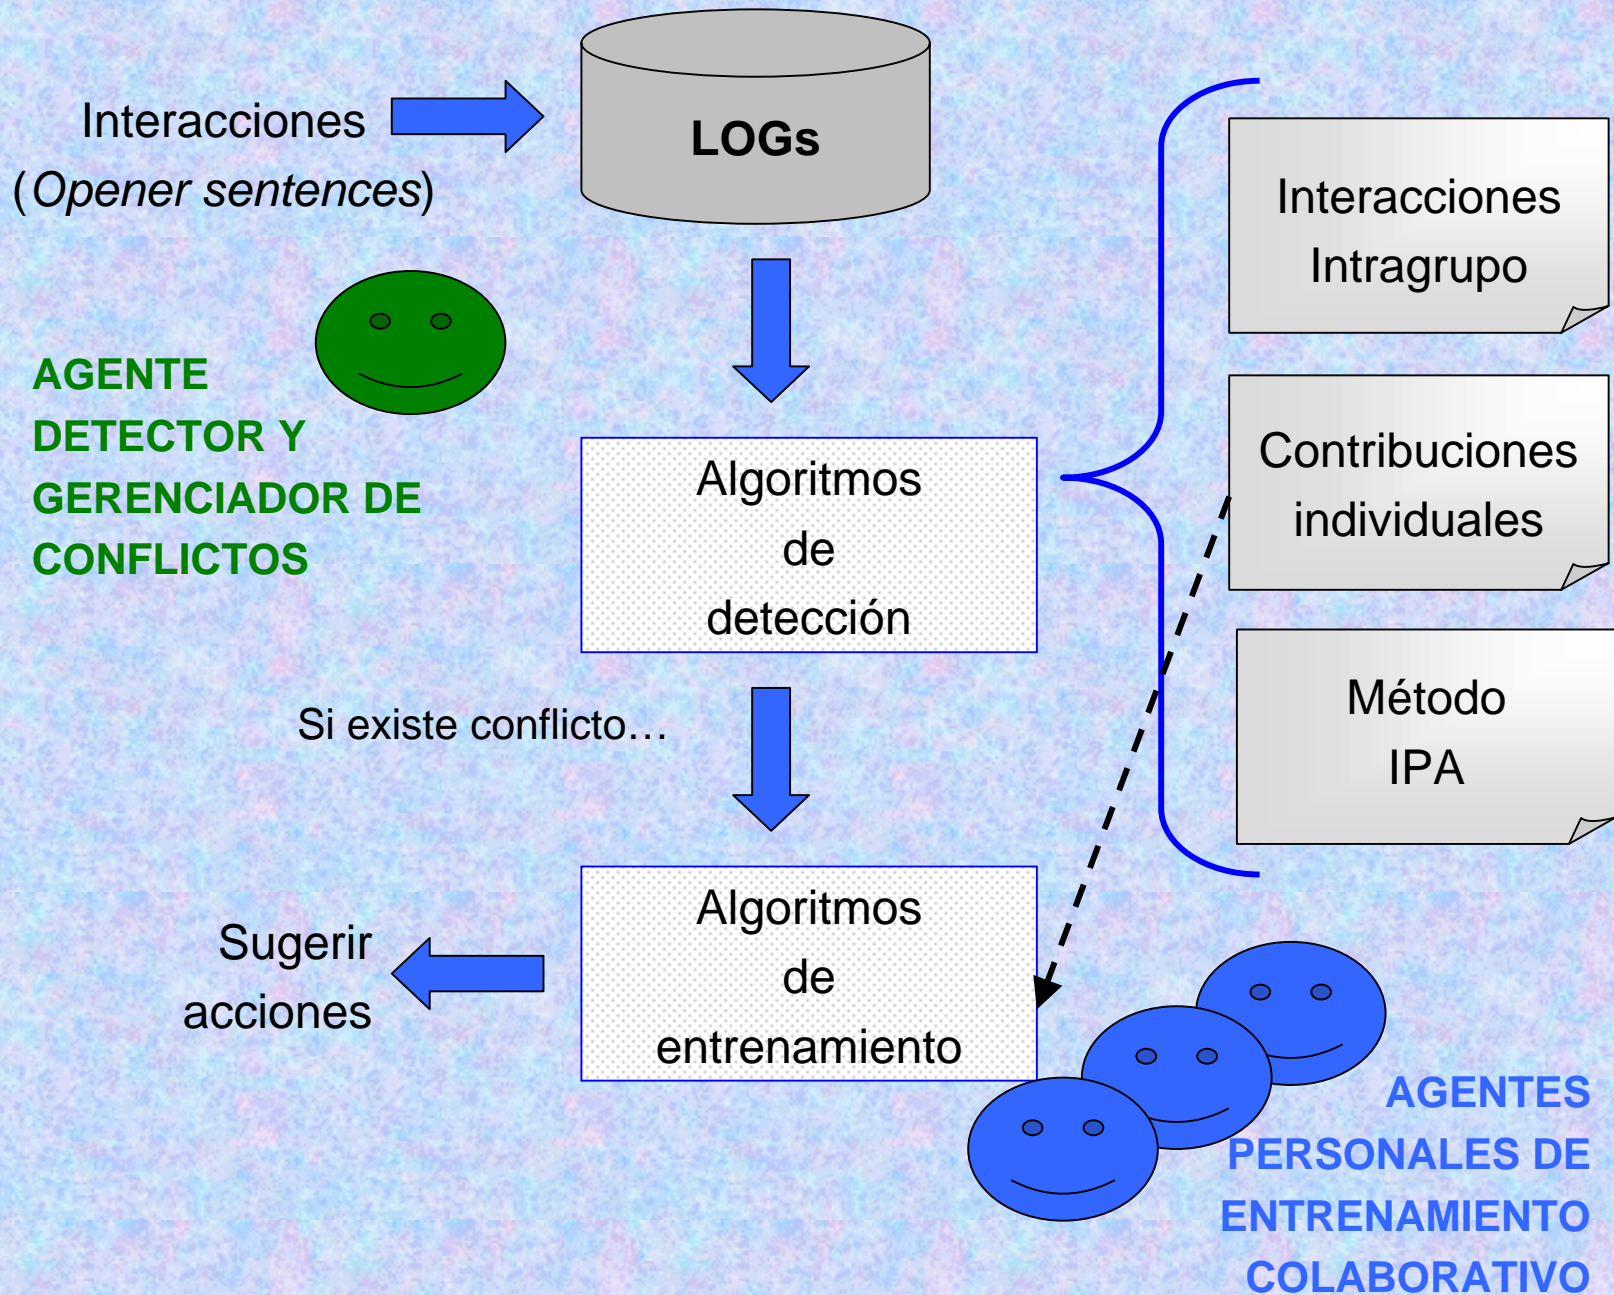 Interacciones
(Opener sentences)
LOGs
Interacciones
Intragrupo
AGENTE
DETECTOR Y
GERENCIADOR DE
CONFLICTOS
Algoritmos
de
detección
Contribuciones
individuales
Método
IPA
Si existe conflicto…
Algoritmos
de
entrenamiento
Sugerir
acciones
AGENTES
PERSONALES DE
ENTRENAMIENTO
COLABORATIVO